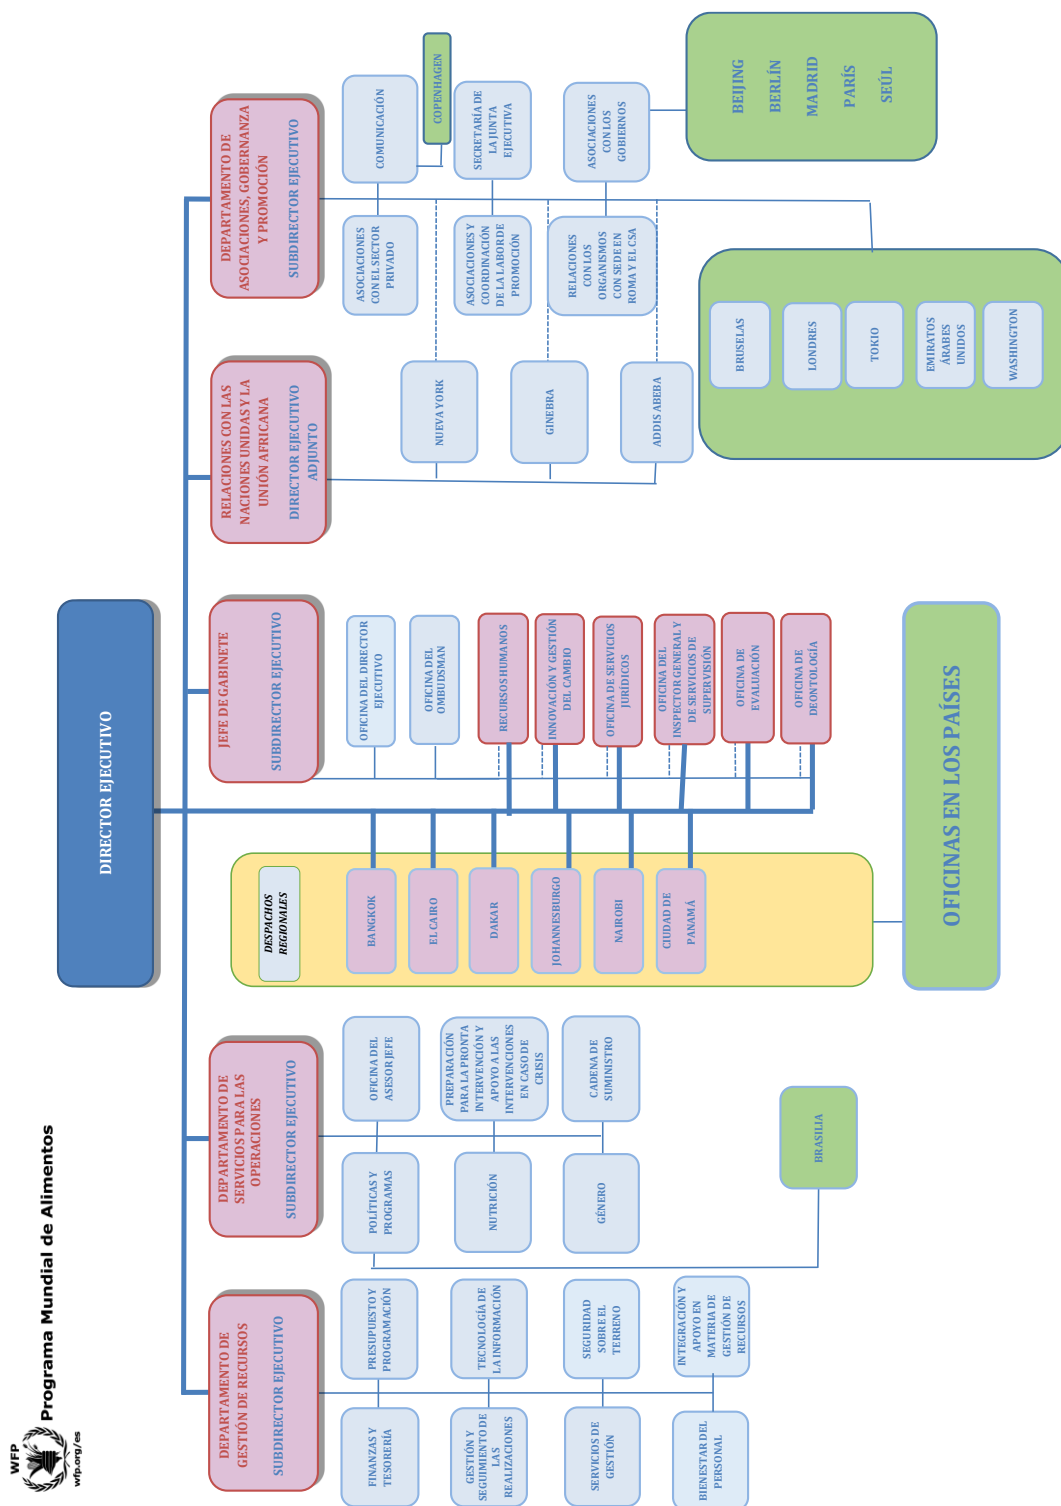 WFP
wfp.org/es
Programa Mundial de Alimentos
DIRECTOR EJECUTIVO
DEPARTAMENTO DE
GESTIÓN DE RECURSOS
SUBDIRECTOR EJECUTIVO
FINANZAS Y
TESORERÍA
PRESUPUESTO Y
PROGRAMACIÓN
GESTIÓN Y
SEGUIMIENTO DE
LAS
REALIZACIONES
TECNOLOGÍA DE
LA INFORMACIÓN
SERVICIOS DE
GESTIÓN
SEGURIDAD
SOBRE EL
TERRENO
BIENESTAR DEL
PERSONAL
INTEGRACIÓN Y
APOYO EN
MATERIA DE
GESTIÓN DE
RECURSOS
DEPARTAMENTO DE
SERVICIOS PARA LAS
OPERACIONES
SUBDIRECTOR EJECUTIVO
POLÍTICAS Y
PROGRAMAS
OFICINA DEL
ASESOR JEFE
NUTRICIÓN
PREPARACIÓN
PARA LA PRONTA
INTERVENCIÓN Y
APOYO A LAS
INTERVENCIONES
EN CASO DE
CRISIS
GÉNERO
CADENA DE
SUMINISTRO
BRASILIA
DESPACHOS
REGIONALES
BANGKOK
EL CAIRO
DAKAR
JOHANNESBURGO
NAIROBI
CIUDAD DE
PANAMÁ
OFICINAS EN LOS PAÍSES
JEFE DE GABINETE
SUBDIRECTOR EJECUTIVO
OFICINA DEL DIRECTOR
EJECUTIVO
OFICINA DEL
OMBUDSMAN
RECURSOS HUMANOS
INNOVACIÓN Y GESTIÓN
DEL CAMBIO
OFICINA DE SERVICIOS
JURÍDICOS
OFICINA DEL
INSPECTOR GENERAL Y
DE SERVICIOS DE
SUPERVISIÓN
OFICINA DE
EVALUACIÓN
OFICINA DE
DEONTOLOGÍA
RELACIONES CON LAS
NACIONES UNIDAS Y LA
UNIÓN AFRICANA
DIRECTOR EJECUTIVO
ADJUNTO
NUEVA YORK
GINEBRA
ADDIS ABEBA
DEPARTAMENTO DE
ASOCIACIONES, GOBERNANZA
Y PROMOCIÓN
SUBDIRECTOR EJECUTIVO
ASOCIACIONES
CON EL SECTOR
PRIVADO
COMUNICACIÓN
COPENHAGEN
ASOCIACIONES Y
COORDINACIÓN
DE LA LABOR DE
PROMOCIÓN
SECRETARÍA DE
LA JUNTA
EJECUTIVA
RELACIONES
CON LOS
ORGANISMOS
CON SEDE EN
ROMA Y EL CSA
ASOCIACIONES
CON LOS
GOBIERNOS
BRUSELAS
LONDRES
TOKIO
EMIRATOS
ÁRABES
UNIDOS
WASHINGTON
BEIJING
BERLÍN
MADRID
PARÍS
SEÚL